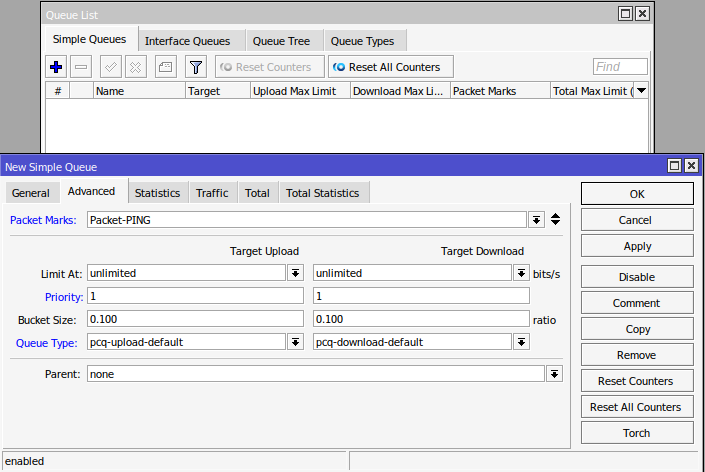 Queue List
Simple Queues Interface Queues Queue Tree Queue Types
Reset Counters Reset All Counters Find
# Name Target Upload Max Limit Download Max Li... Packet Marks Total Max Limit (
New Simple Queue
General Advanced Statistics Traffic Total Total Statistics
OK
Packet Marks: Packet-PING
Cancel
Apply
Target Upload Target Download
Limit At: unlimited unlimited bits/s
Disable
Priority: 1 1
Comment
Bucket Size: 0.100 0.100 ratio
Copy
Queue Type: pcq-upload-default pcq-download-default
Remove
Parent: none
Reset Counters
Reset All Counters
Torch
enabled